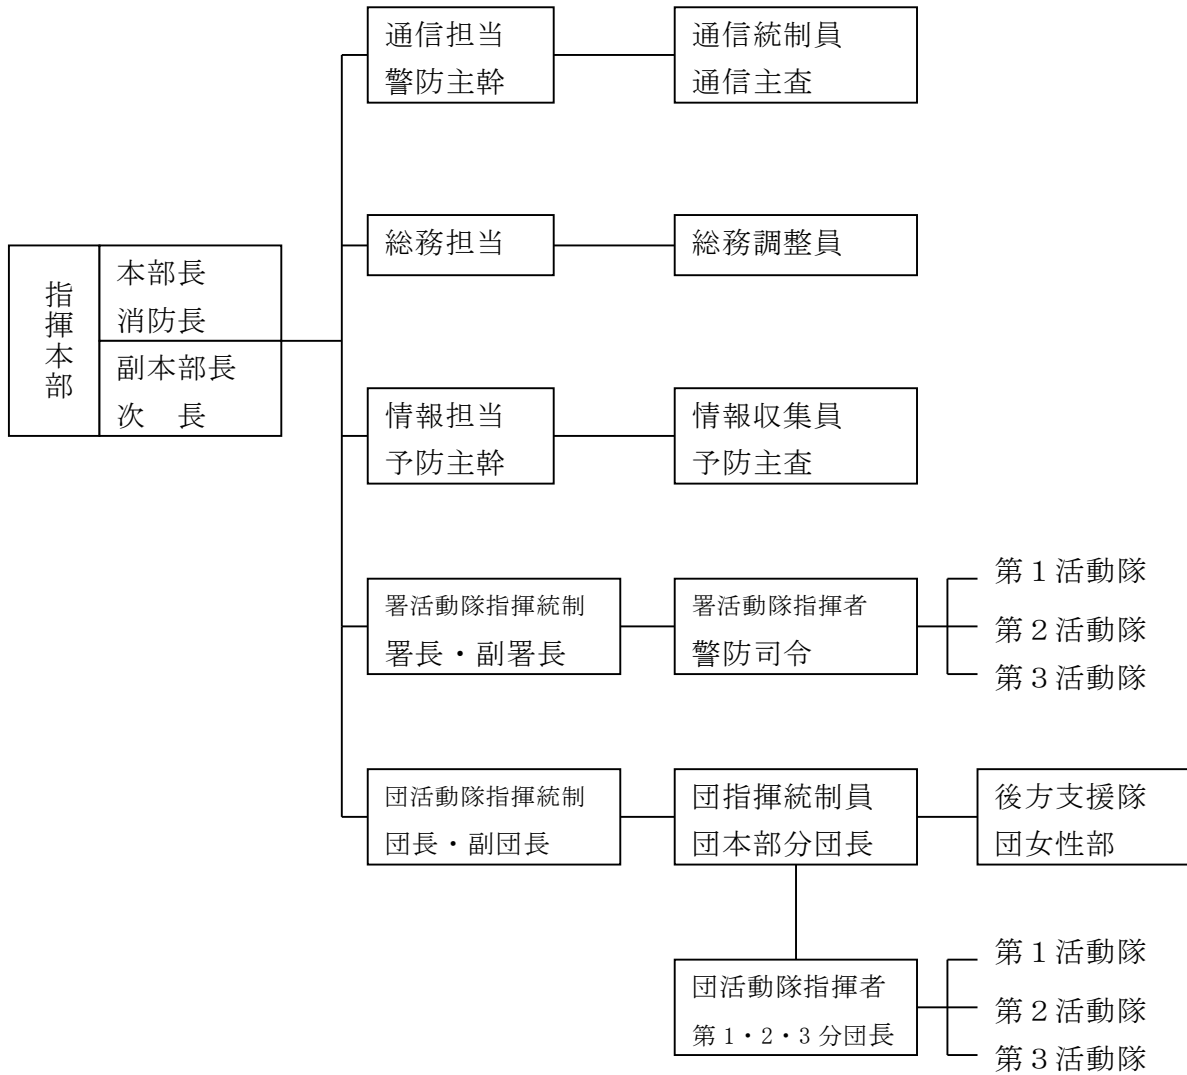 指揮本部
本部長
消防長
副本部長
次　長
通信担当
警防主幹
通信統制員
通信主査
総務担当
総務調整員
情報担当
予防主幹
情報収集員
予防主査
署活動隊指揮統制
署長・副署長
署活動隊指揮者
警防司令
第１活動隊
第２活動隊
第３活動隊
団活動隊指揮統制
団長・副団長
団指揮統制員
団本部分団長
後方支援隊
団女性部
団活動隊指揮者
第 1・2・3 分団長
第１活動隊
第２活動隊
第３活動隊